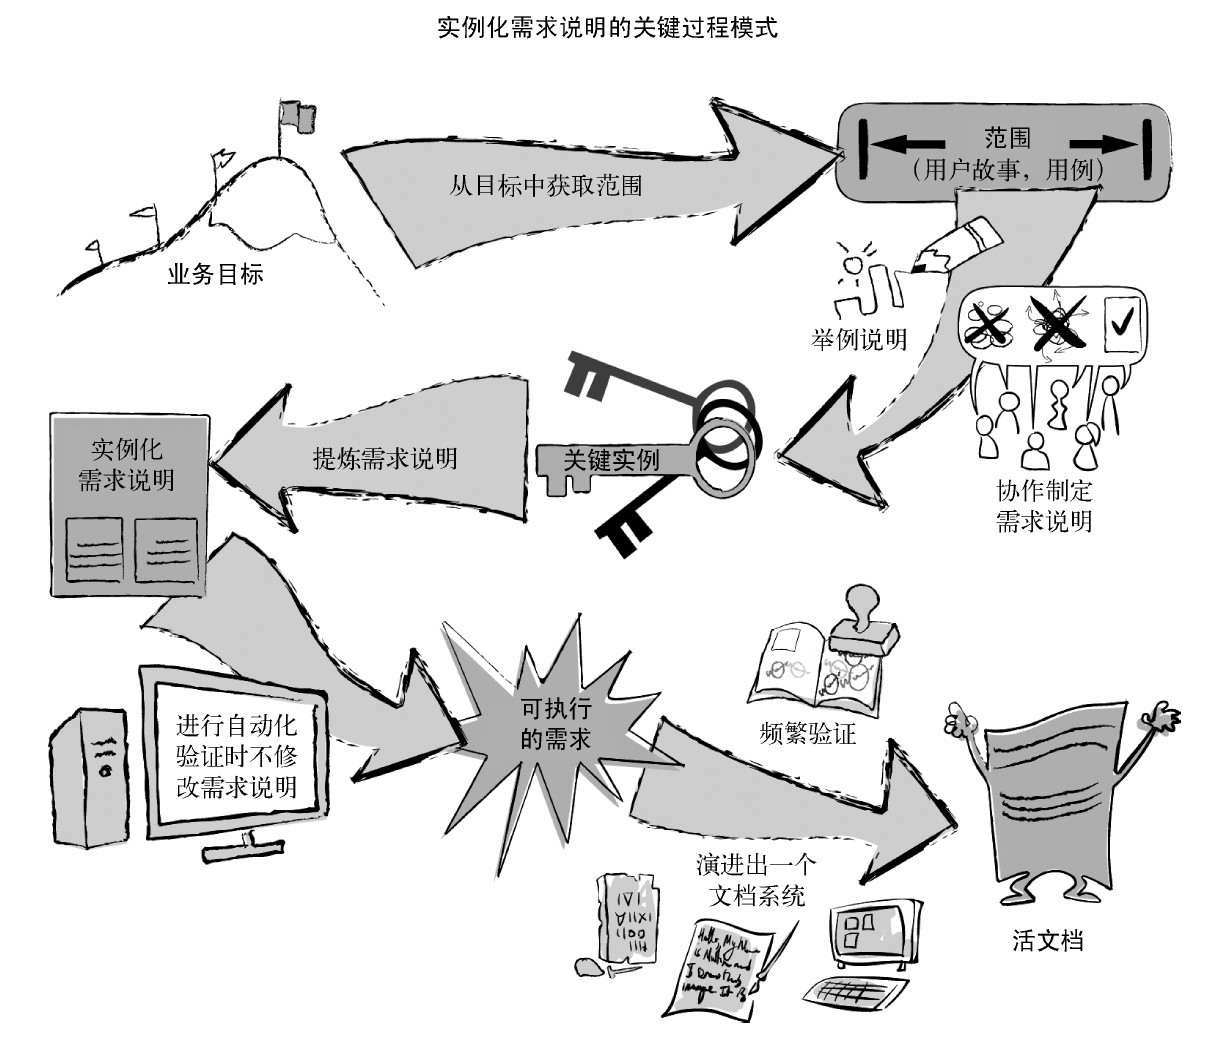 实例化需求说明的关键过程模式
从目标中获取范围
范围
（用户故事，用例）
业务目标
举例说明
协作制定
需求说明
关键实例
提炼需求说明
实例化
需求说明
进行自动化
验证时不修
改需求说明
可执行
的需求
频繁验证
演进出一个
文档系统
活文档